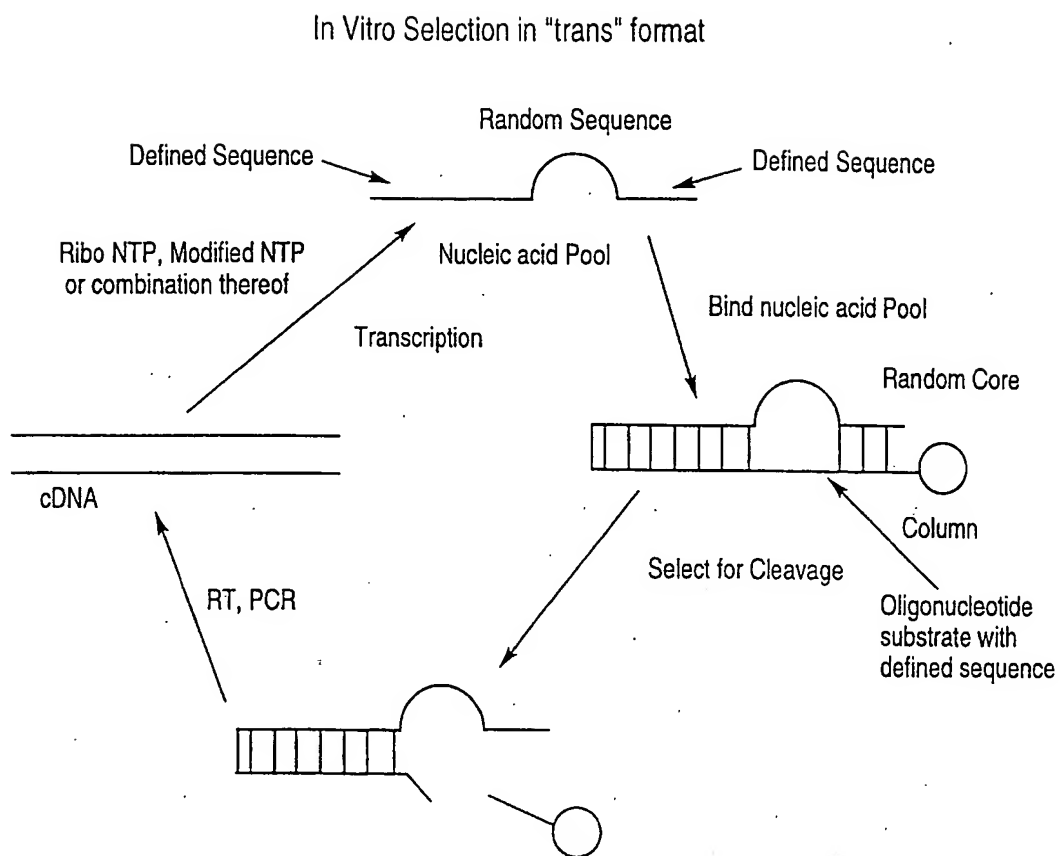 In Vitro Selection in "trans" format
Random Sequence
Defined Sequence
Defined Sequence
Ribo NTP, Modified NTP
or combination thereof
Nucleic acid Pool
Transcription
Bind nucleic acid Pool
Random Core
cDNA
Column
Select for Cleavage
Oligonucleotide
substrate with
defined sequence
RT, PCR